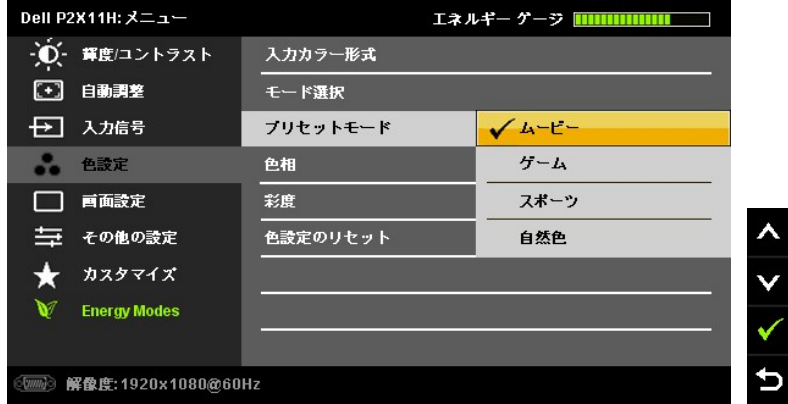 Dell P2X11H: メニュー
エネルギー ゲージ
輝度/コントラスト
自動調整
入力信号
色設定
画面設定
その他の設定
カスタマイズ
Energy Modes
入力カラー形式
モード選択
プリセットモード
色相
彩度
色設定のリセット
ムービー
ゲーム
スポーツ
自然色
解像度: 1920x1080@60Hz